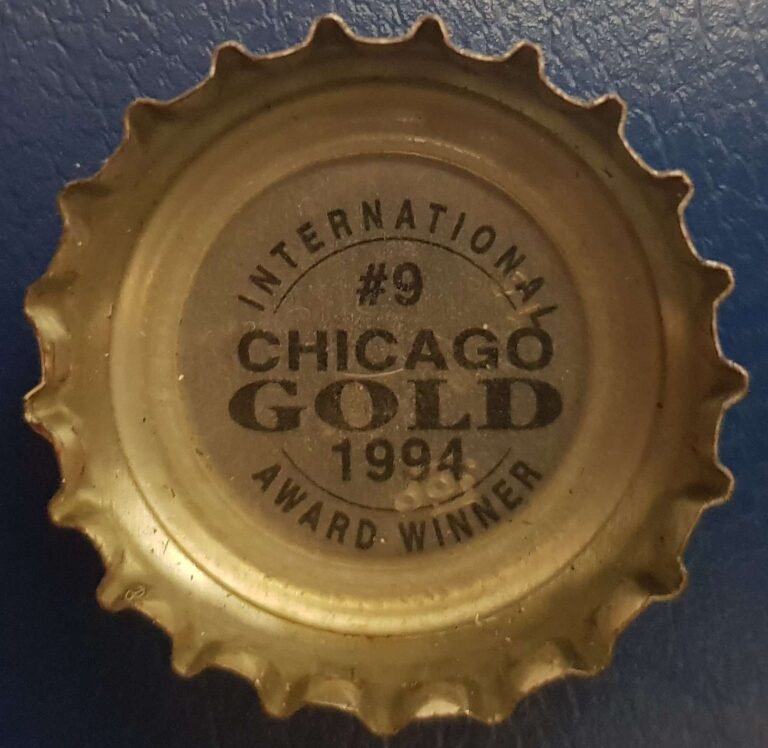 INTERNATIONAL
#9
CHICAGO
GOLD
1994
AWARD WINNER